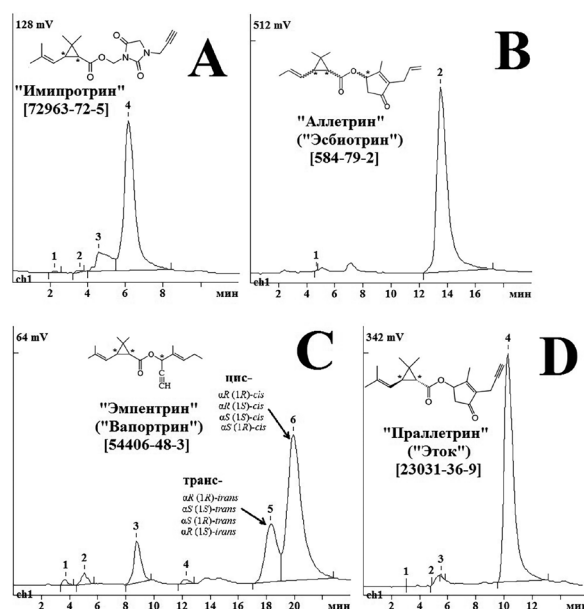 128 mV
A
"Имипротрин"
[72963-72-5]
1
2
3
4
ch1
2 4 6 8 мин
512 mV
B
"Аллетрин"
("Эсбиотрин")
[584-79-2]
1
2
ch1
2 4 6 8 10 12 14 16 мин
64 mV
C
"Эмпентрин"
("Вапортрин")
[54406-48-3]
цис-
αR (1R)-cis
αR (1S)-cis
αS (1S)-cis
αS (1R)-cis
транс-
αR (1R)-trans
αS (1S)-trans
αS (1R)-trans
αR (1S)-trans
1
2
3
4
5
6
ch1
2 4 6 8 10 12 14 16 18 20 мин
342 mV
D
"Праллетрин"
("Эток")
[23031-36-9]
1
2
3
4
ch1
2 4 6 8 10 12 14 мин